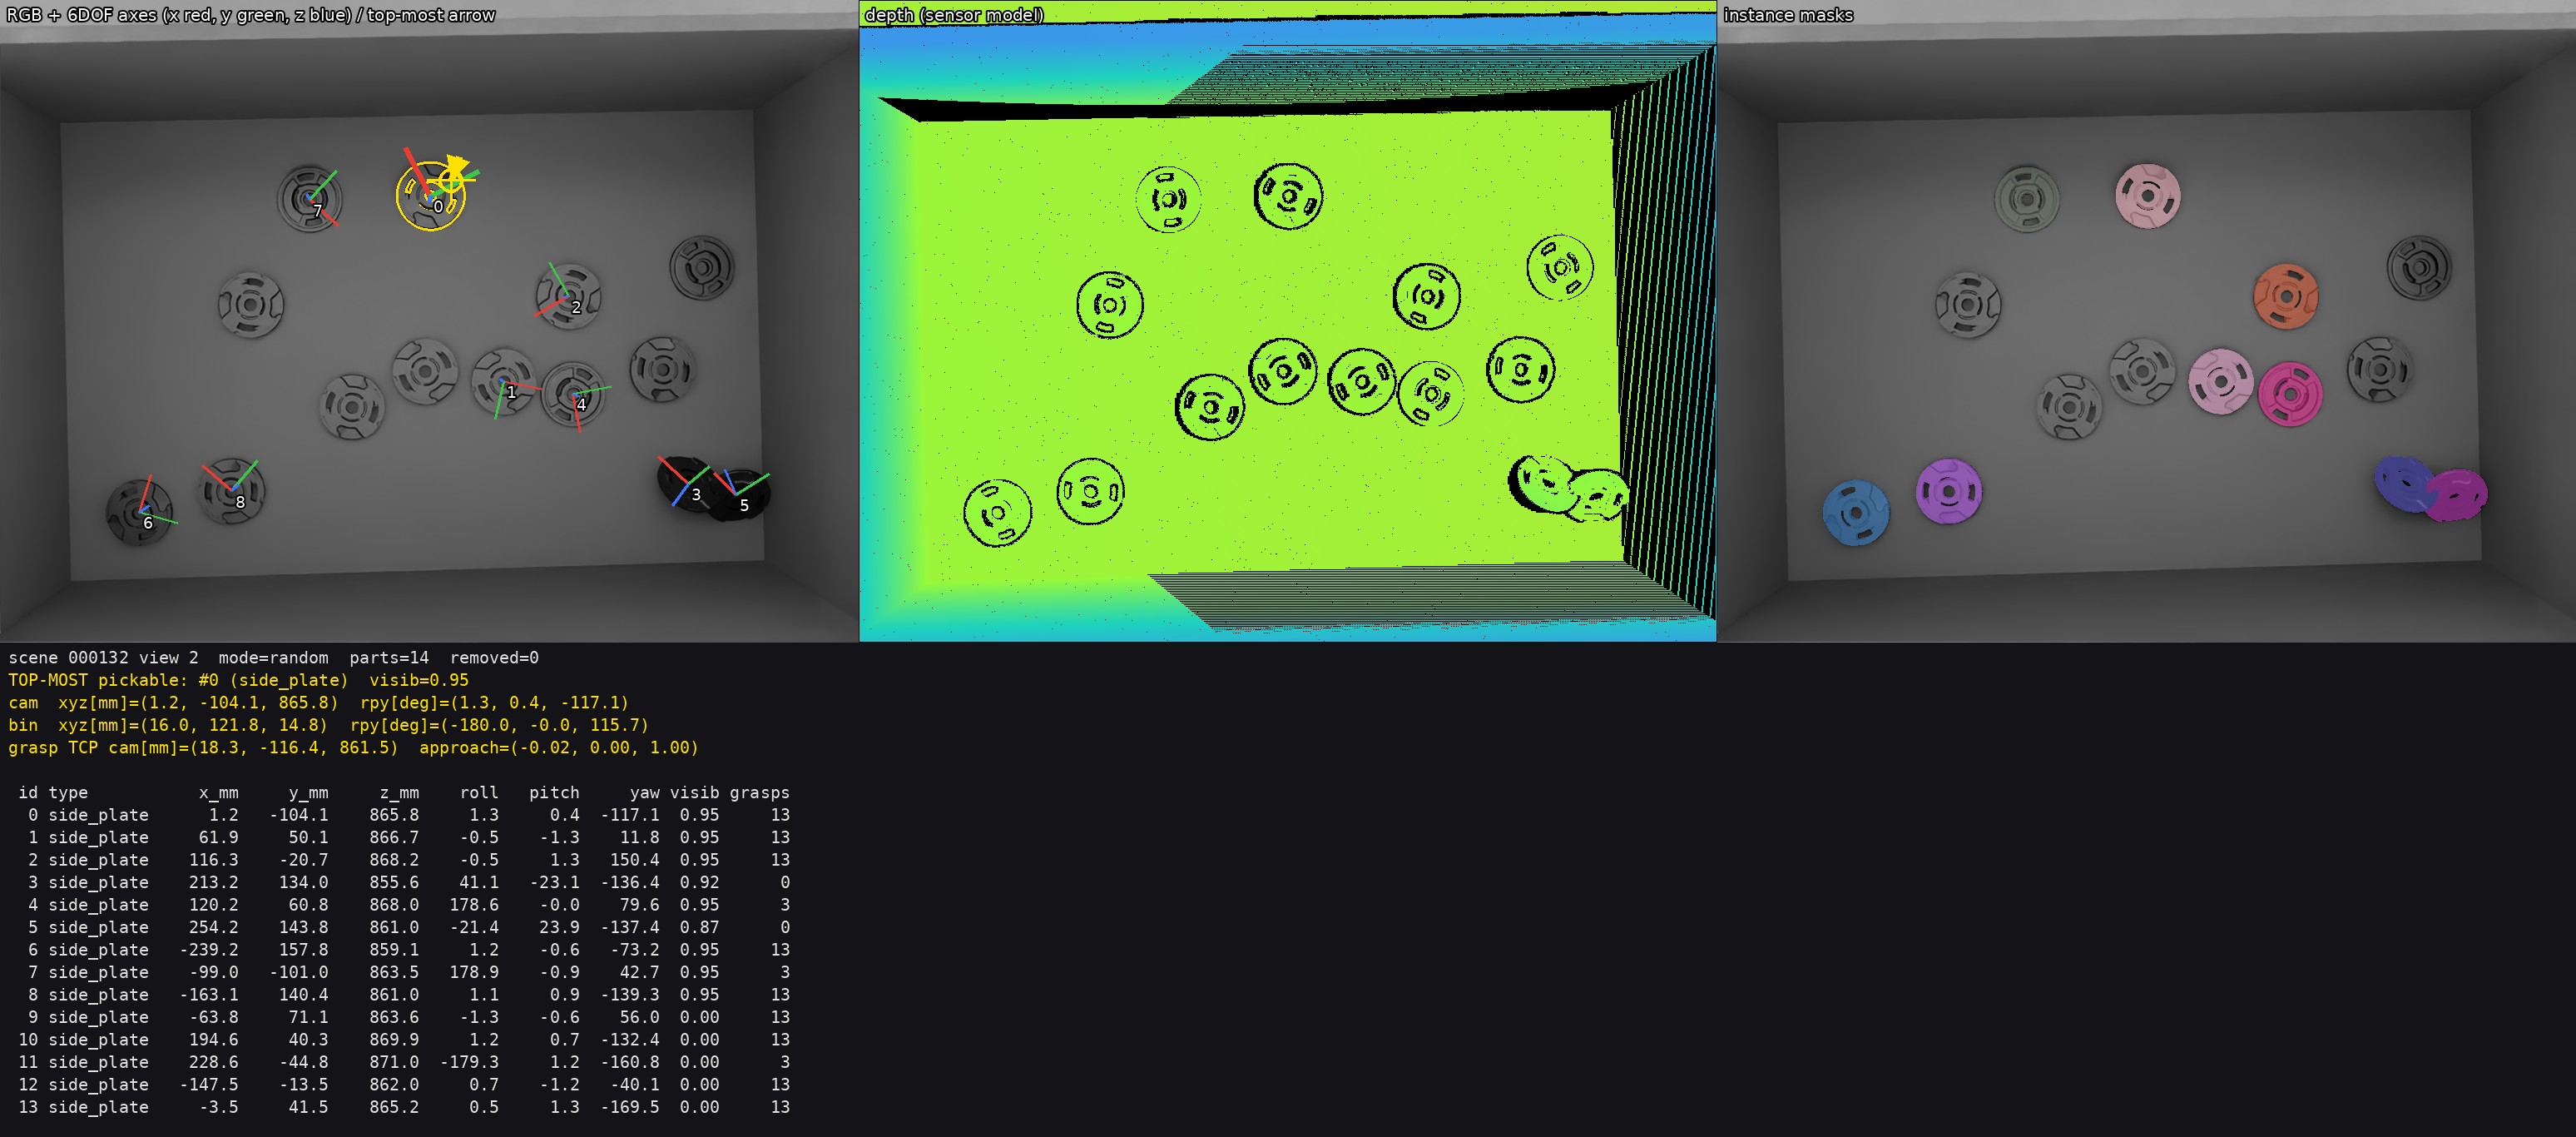 RGB + 6DOF axes (x red, y green, z blue) / top-most arrow
depth (sensor model)
instance masks
7
0
2
1
4
3
5
6
8
scene 000132 view 2  mode=random  parts=14  removed=0
TOP-MOST pickable: #0 (side_plate)  visib=0.95
cam  xyz[mm]=(1.2, -104.1, 865.8)  rpy[deg]=(1.3, 0.4, -117.1)
bin  xyz[mm]=(16.0, 121.8, 14.8)  rpy[deg]=(-180.0, -0.0, 115.7)
grasp TCP cam[mm]=(18.3, -116.4, 861.5)  approach=(-0.02, 0.00, 1.00)
id type x_mm y_mm z_mm roll pitch yaw visib grasps
0 side_plate 1.2 -104.1 865.8 1.3 0.4 -117.1 0.95 13
1 side_plate 61.9 50.1 866.7 -0.5 -1.3 11.8 0.95 13
2 side_plate 116.3 -20.7 868.2 -0.5 1.3 150.4 0.95 13
3 side_plate 213.2 134.0 855.6 41.1 -23.1 -136.4 0.92 0
4 side_plate 120.2 60.8 868.0 178.6 -0.0 79.6 0.95 3
5 side_plate 254.2 143.8 861.0 -21.4 23.9 -137.4 0.87 0
6 side_plate -239.2 157.8 859.1 1.2 -0.6 -73.2 0.95 13
7 side_plate -99.0 -101.0 863.5 178.9 -0.9 42.7 0.95 3
8 side_plate -163.1 140.4 861.0 1.1 0.9 -139.3 0.95 13
9 side_plate -63.8 71.1 863.6 -1.3 -0.6 56.0 0.00 13
10 side_plate 194.6 40.3 869.9 1.2 0.7 -132.4 0.00 13
11 side_plate 228.6 -44.8 871.0 -179.3 1.2 -160.8 0.00 3
12 side_plate -147.5 -13.5 862.0 0.7 -1.2 -40.1 0.00 13
13 side_plate -3.5 41.5 865.2 0.5 1.3 -169.5 0.00 13